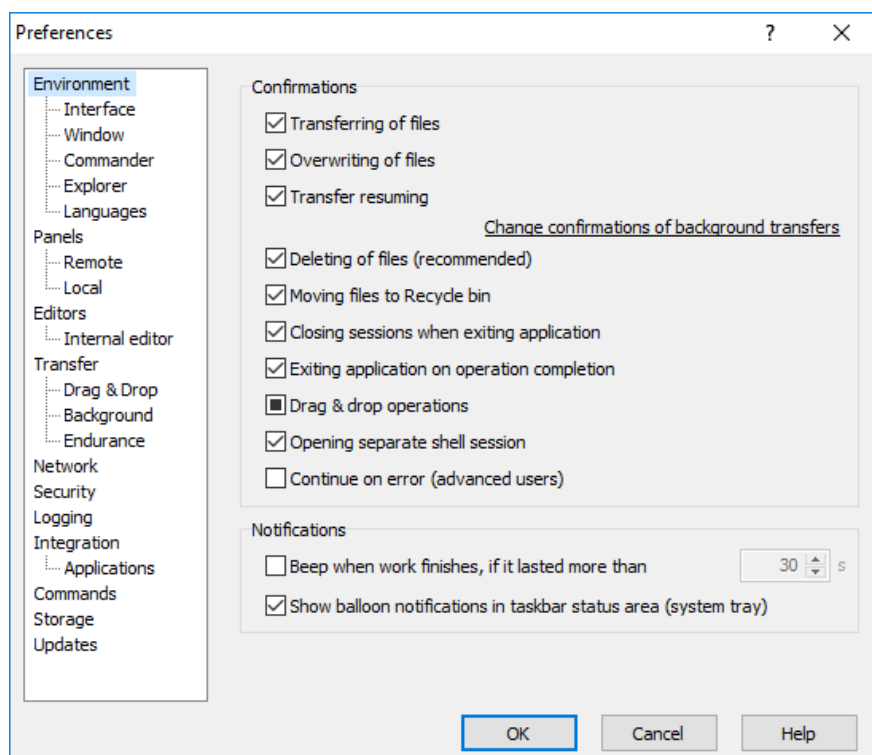 Preferences
?
Environment
Interface
Window
Commander
Explorer
Languages
Panels
Remote
Local
Editors
Internal editor
Transfer
Drag & Drop
Background
Endurance
Network
Security
Logging
Integration
Applications
Commands
Storage
Updates
Confirmations
Transferring of files
Overwriting of files
Transfer resuming
Change confirmations of background transfers
Deleting of files (recommended)
Moving files to Recycle bin
Closing sessions when exiting application
Exiting application on operation completion
Drag & drop operations
Opening separate shell session
Continue on error (advanced users)
Notifications
Beep when work finishes, if it lasted more than 30 s
Show balloon notifications in taskbar status area (system tray)
OK Cancel Help